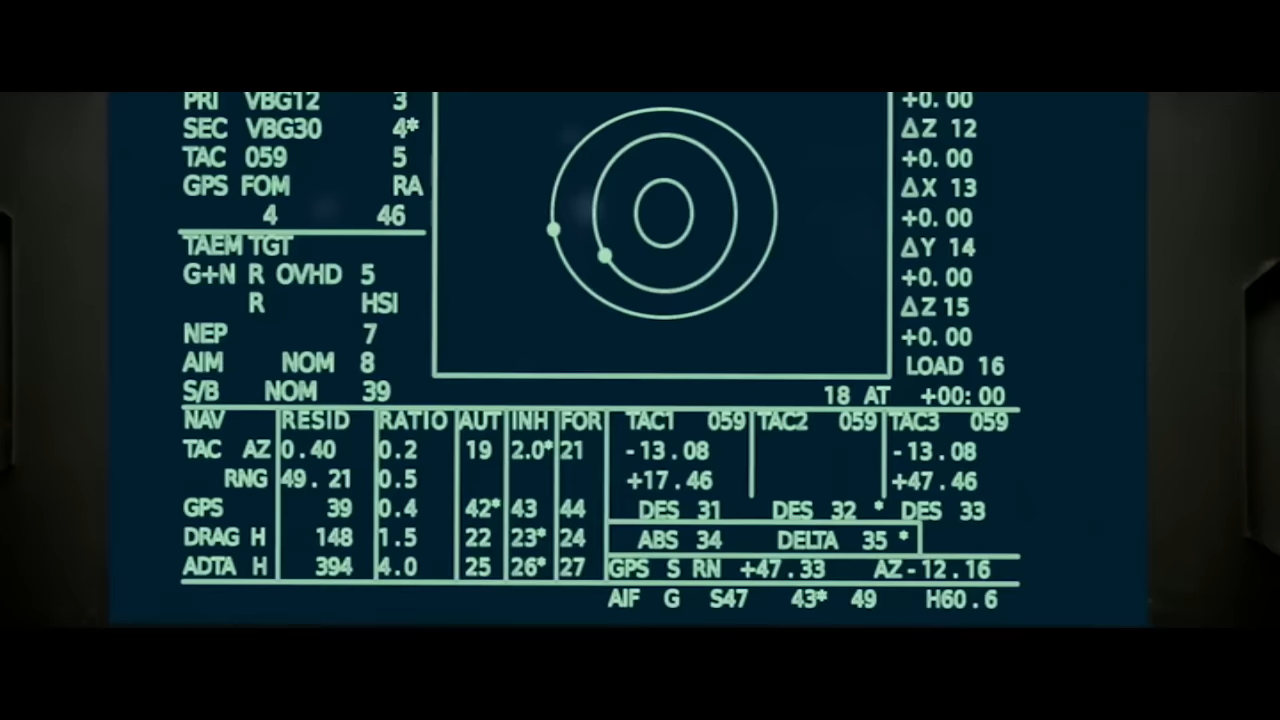 PRI VBG12 3
SEC VBG30 4*
TAC 059 5
GPS FOM RA
4 46
TAEM TGT
G+N R OVHD 5
R HSI
NEP 7
AIM NOM 8
S/B NOM 39
+0.00
ΔZ 12
+0.00
ΔX 13
+0.00
ΔY 14
+0.00
ΔZ 15
+0.00
LOAD 16
18 AT +00:00
NAV RESID RATIO AUT INH FOR TAC1 059 TAC2 059 TAC3 059
TAC AZ 0.40 0.2 19 2.0* 21 -13.08 -13.08
RNG 49.21 0.5 +17.46 +47.46
GPS 39 0.4 42* 43 44 DES 31 DES 32 * DES 33
DRAG H 148 1.5 22 23* 24 ABS 34 DELTA 35 *
ADTA H 394 4.0 25 26* 27 GPS S RN +47.33 AZ-12.16
AIF G S47 43* 49 H60.6